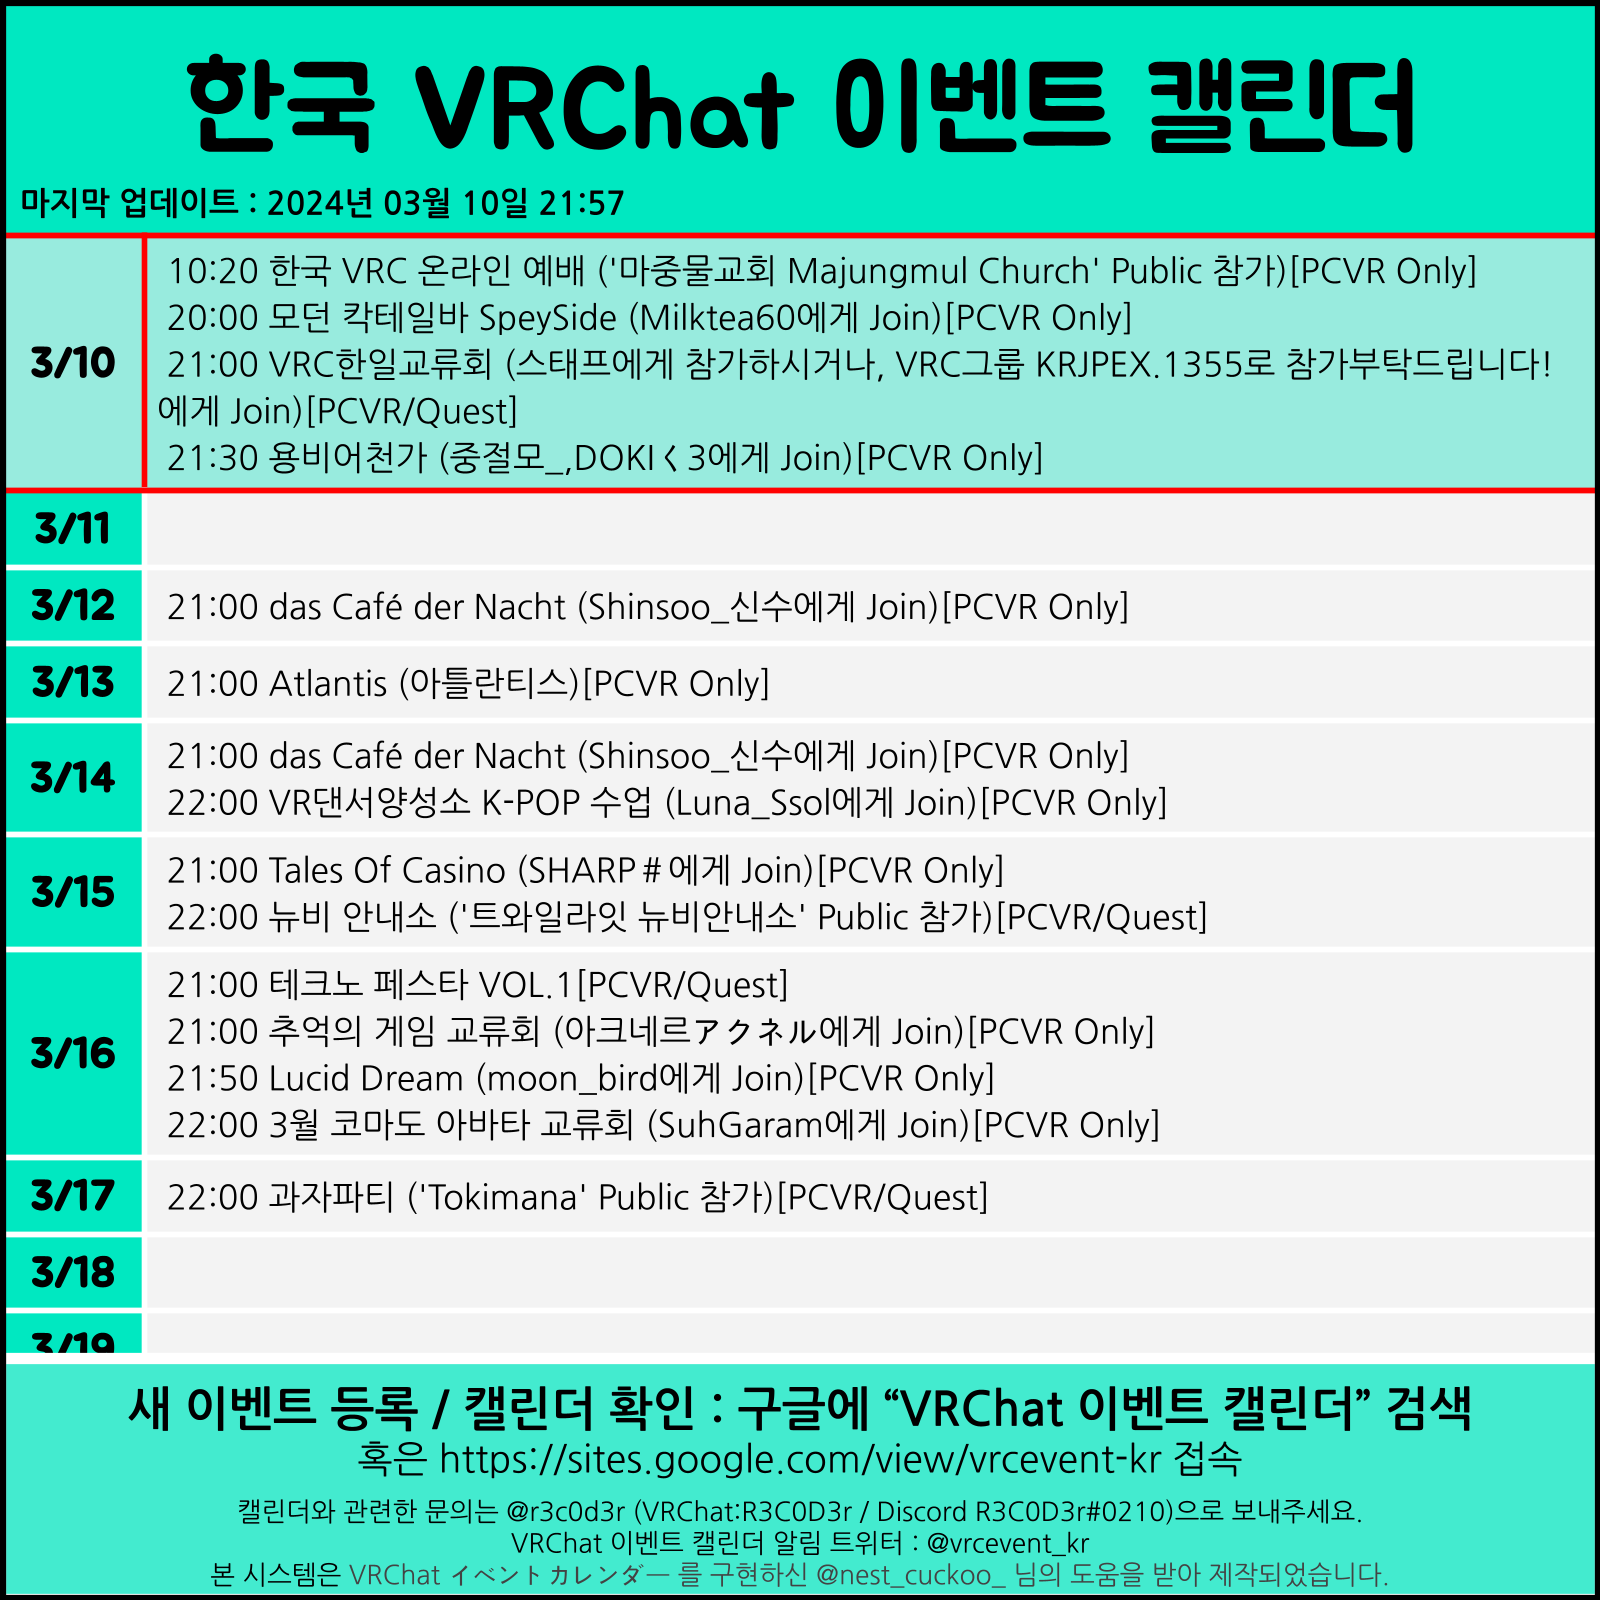 한국 VRChat 이벤트 캘린더
마지막 업데이트 : 2024년 03월 10일 21:57
3/10
10:20 한국 VRC 온라인 예배 ('마중물교회 Majungmul Church' Public 참가)[PCVR Only]
20:00 모던 칵테일바 SpeySide (Milktea60에게 Join)[PCVR Only]
21:00 VRC한일교류회 (스태프에게 참가하시거나, VRC그룹 KRJPEX.1355로 참가부탁드립니다!
에게 Join)[PCVR/Quest]
21:30 용비어천가 (중절모_,DOKIく3에게 Join)[PCVR Only]
3/11
3/12
21:00 das Café der Nacht (Shinsoo_신수에게 Join)[PCVR Only]
3/13
21:00 Atlantis (아틀란티스)[PCVR Only]
3/14
21:00 das Café der Nacht (Shinsoo_신수에게 Join)[PCVR Only]
22:00 VR댄서양성소 K-POP 수업 (Luna_Ssol에게 Join)[PCVR Only]
3/15
21:00 Tales Of Casino (SHARP＃에게 Join)[PCVR Only]
22:00 뉴비 안내소 ('트와일라잇 뉴비안내소' Public 참가)[PCVR/Quest]
3/16
21:00 테크노 페스타 VOL.1[PCVR/Quest]
21:00 추억의 게임 교류회 (아크네르アクネル에게 Join)[PCVR Only]
21:50 Lucid Dream (moon_bird에게 Join)[PCVR Only]
22:00 3월 코마도 아바타 교류회 (SuhGaram에게 Join)[PCVR Only]
3/17
22:00 과자파티 ('Tokimana' Public 참가)[PCVR/Quest]
3/18
3/19
새 이벤트 등록 / 캘린더 확인 : 구글에 “VRChat 이벤트 캘린더” 검색
혹은 https://sites.google.com/view/vrcevent-kr 접속
캘린더와 관련한 문의는 @r3c0d3r (VRChat:R3C0D3r / Discord R3C0D3r#0210)으로 보내주세요.
VRChat 이벤트 캘린더 알림 트위터 : @vrcevent_kr
본 시스템은 VRChat イベントカレンダー 를 구현하신 @nest_cuckoo_ 님의 도움을 받아 제작되었습니다.